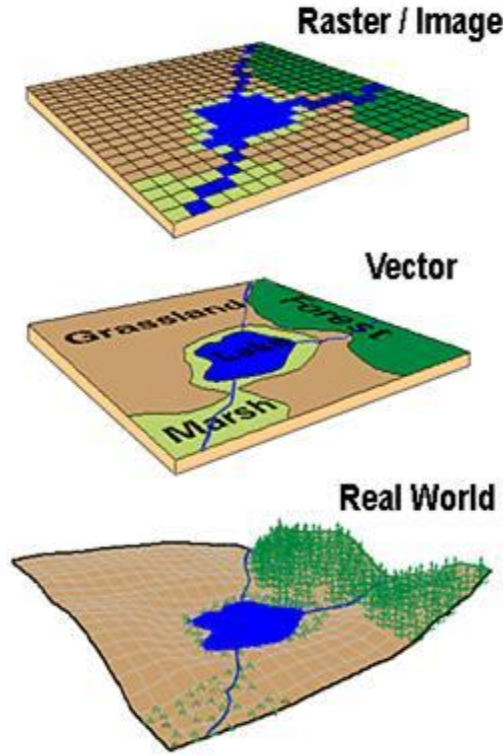 Raster / Image
Vector
Grassland
Forest
Lake
Marsh
Real World